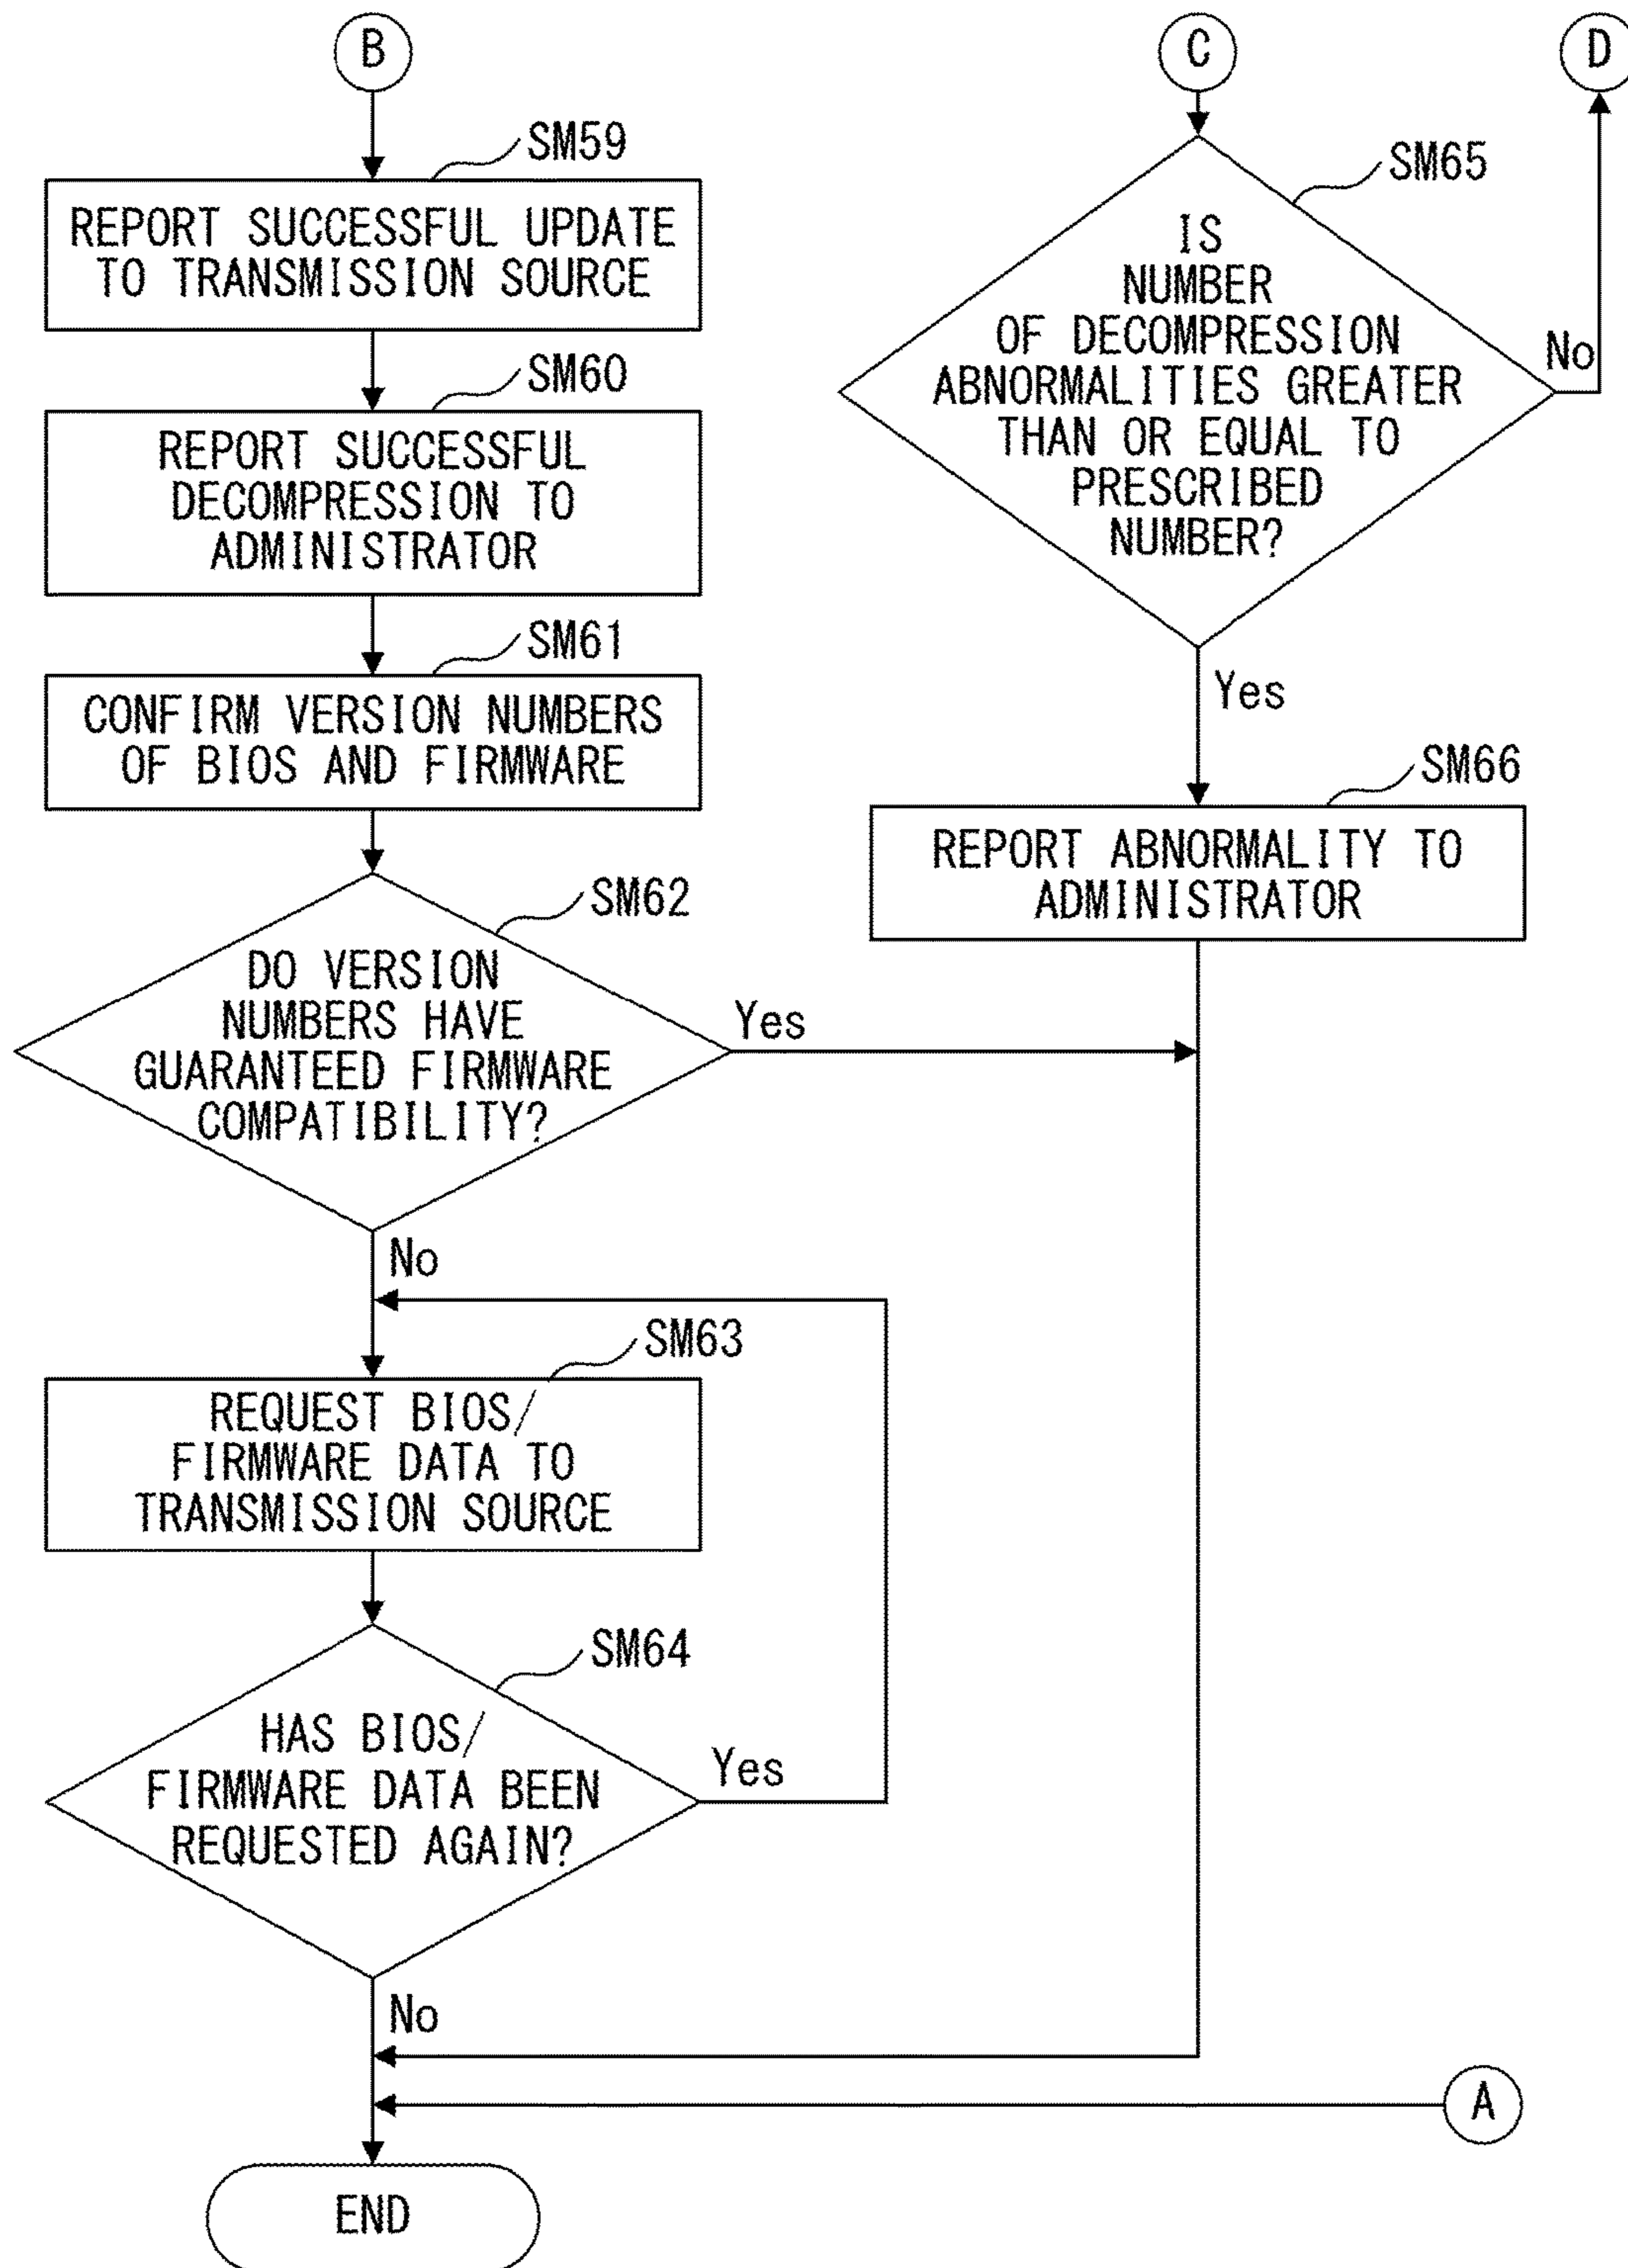 B
SM59
REPORT SUCCESSFUL UPDATE
TO TRANSMISSION SOURCE
SM60
REPORT SUCCESSFUL
DECOMPRESSION TO
ADMINISTRATOR
SM61
CONFIRM VERSION NUMBERS
OF BIOS AND FIRMWARE
SM62
DO VERSION
NUMBERS HAVE
GUARANTEED FIRMWARE
COMPATIBILITY?
Yes
No
SM63
REQUEST BIOS/
FIRMWARE DATA TO
TRANSMISSION SOURCE
SM64
HAS BIOS/
FIRMWARE DATA BEEN
REQUESTED AGAIN?
Yes
No
END
C
SM65
IS
NUMBER
OF DECOMPRESSION
ABNORMALITIES GREATER
THAN OR EQUAL TO
PRESCRIBED
NUMBER?
No
D
Yes
SM66
REPORT ABNORMALITY TO
ADMINISTRATOR
A